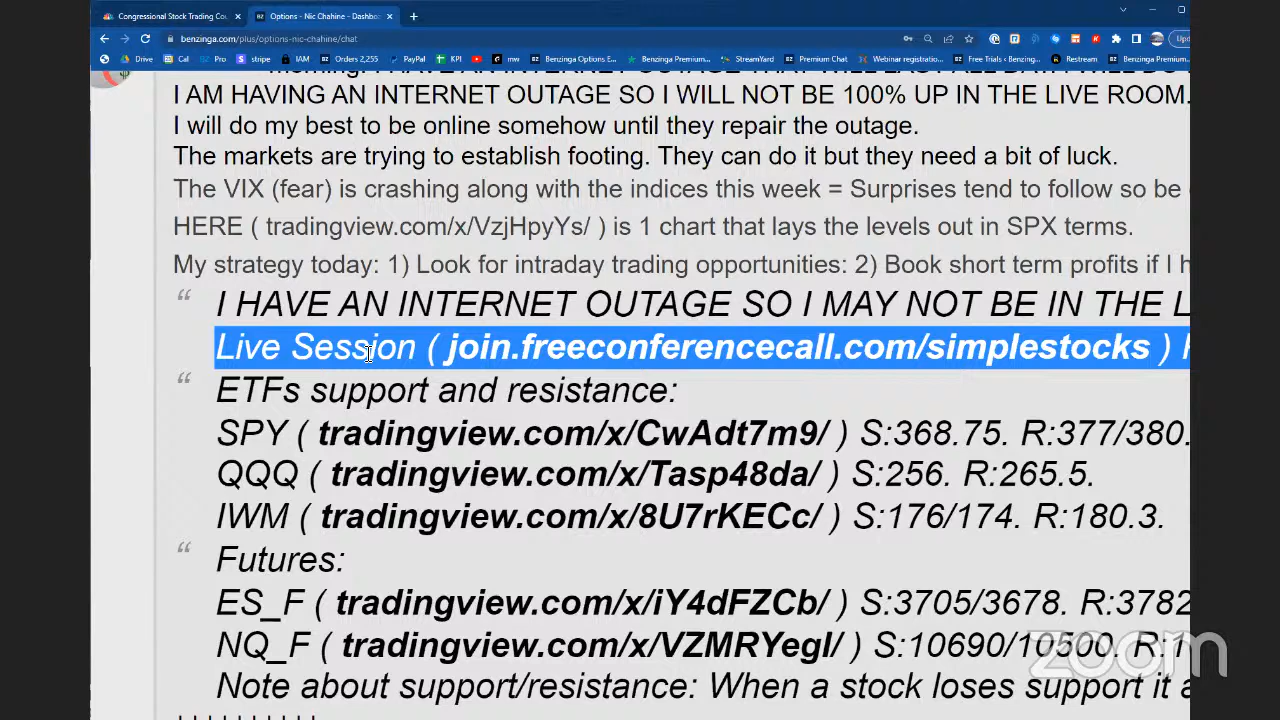 Congressional Stock Trading Co
Options - Nic Chahine - Dashbo
benzinga.com/plus/options-nic-chahine/chat
Drive Cal Pro stripe IAM Orders 2,255 PayPal KPI mw Benzinga Options E... Benzinga Premium... StreamYard Premium Chat Webinar registratio... Free Trials ‹ Benzing... Restream Benzinga Premium
I AM HAVING AN INTERNET OUTAGE SO I WILL NOT BE 100% UP IN THE LIVE ROOM.
I will do my best to be online somehow until they repair the outage.
The markets are trying to establish footing. They can do it but they need a bit of luck.
The VIX (fear) is crashing along with the indices this week = Surprises tend to follow so be
HERE ( tradingview.com/x/VzjHpyYs/ ) is 1 chart that lays the levels out in SPX terms.
My strategy today: 1) Look for intraday trading opportunities: 2) Book short term profits if I h
“ I HAVE AN INTERNET OUTAGE SO I MAY NOT BE IN THE L
Live Session ( join.freeconferencecall.com/simplestocks )
“ ETFs support and resistance:
SPY ( tradingview.com/x/CwAdt7m9/ ) S:368.75. R:377/380.
QQQ ( tradingview.com/x/Tasp48da/ ) S:256. R:265.5.
IWM ( tradingview.com/x/8U7rKECc/ ) S:176/174. R:180.3.
“ Futures:
ES_F ( tradingview.com/x/iY4dFZCb/ ) S:3705/3678. R:3782
NQ_F ( tradingview.com/x/VZMRYegI/ ) S:10690/10500. R:1
zoom
Note about support/resistance: When a stock loses support it a